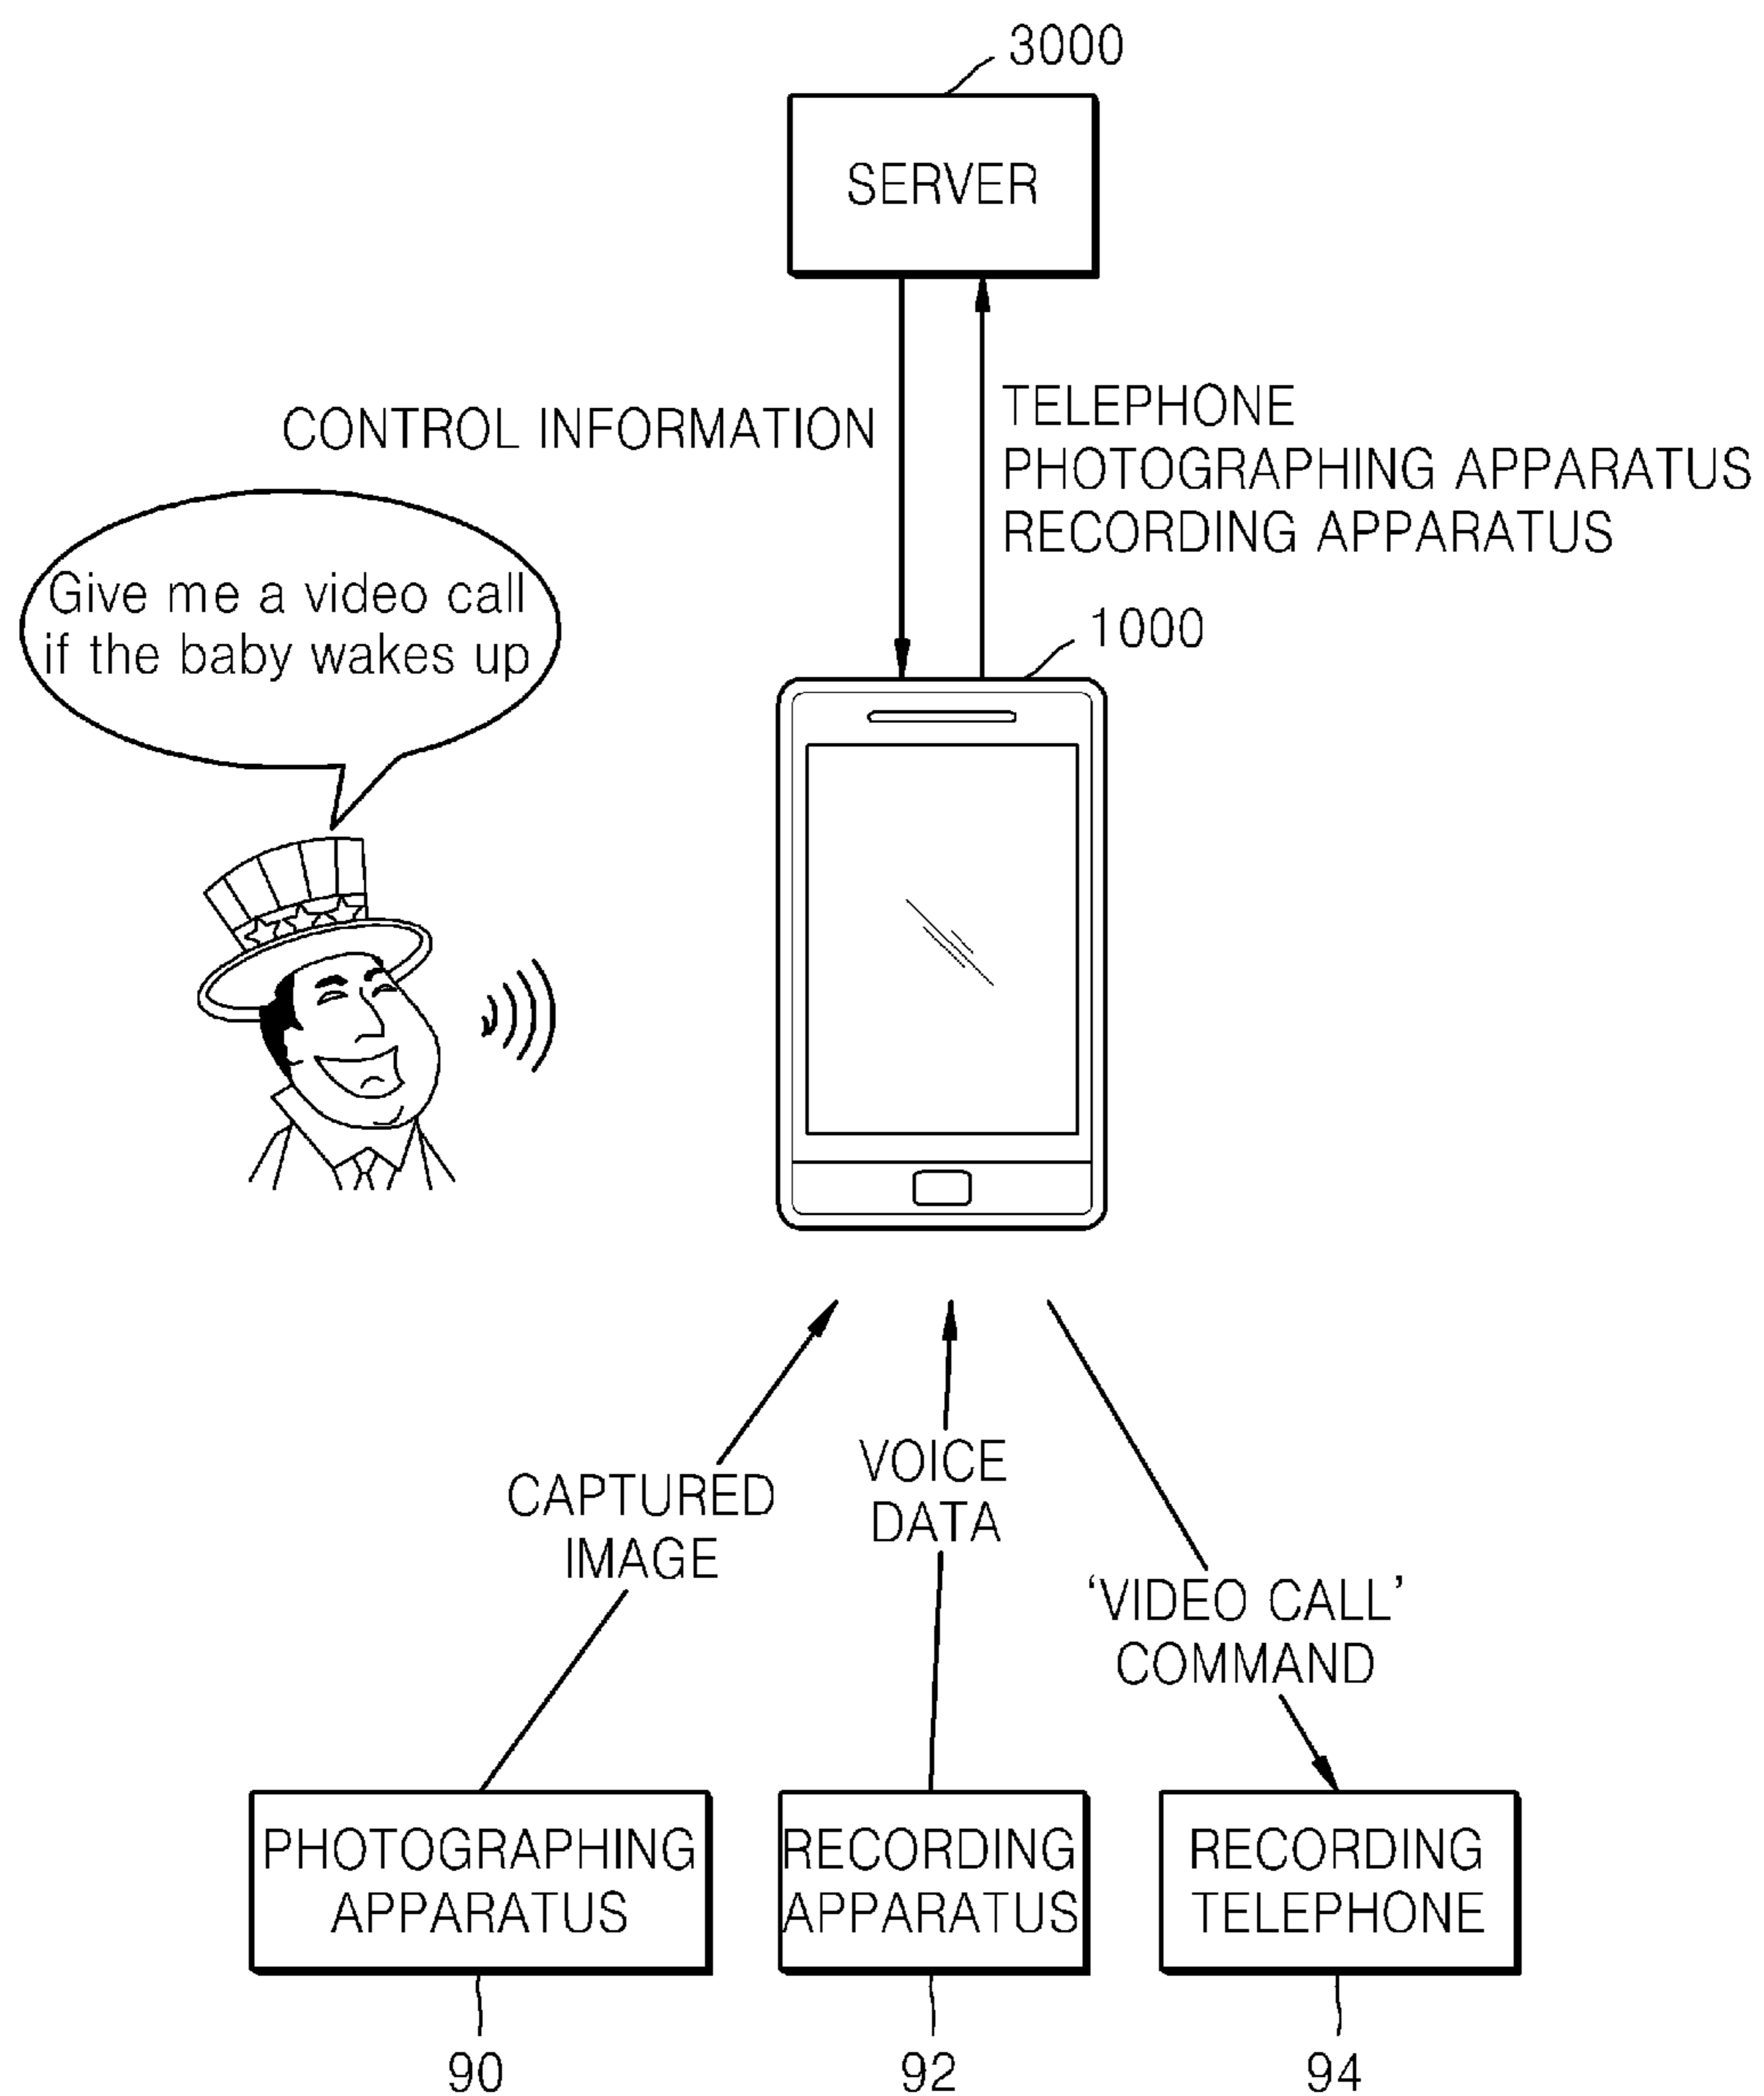 3000
SERVER
CONTROL INFORMATION
TELEPHONE
PHOTOGRAPHING APPARATUS
RECORDING APPARATUS
Give me a video call
if the baby wakes up
1000
CAPTURED
IMAGE
VOICE
DATA
‘VIDEO CALL’
COMMAND
PHOTOGRAPHING
APPARATUS
RECORDING
APPARATUS
RECORDING
TELEPHONE
90
92
94